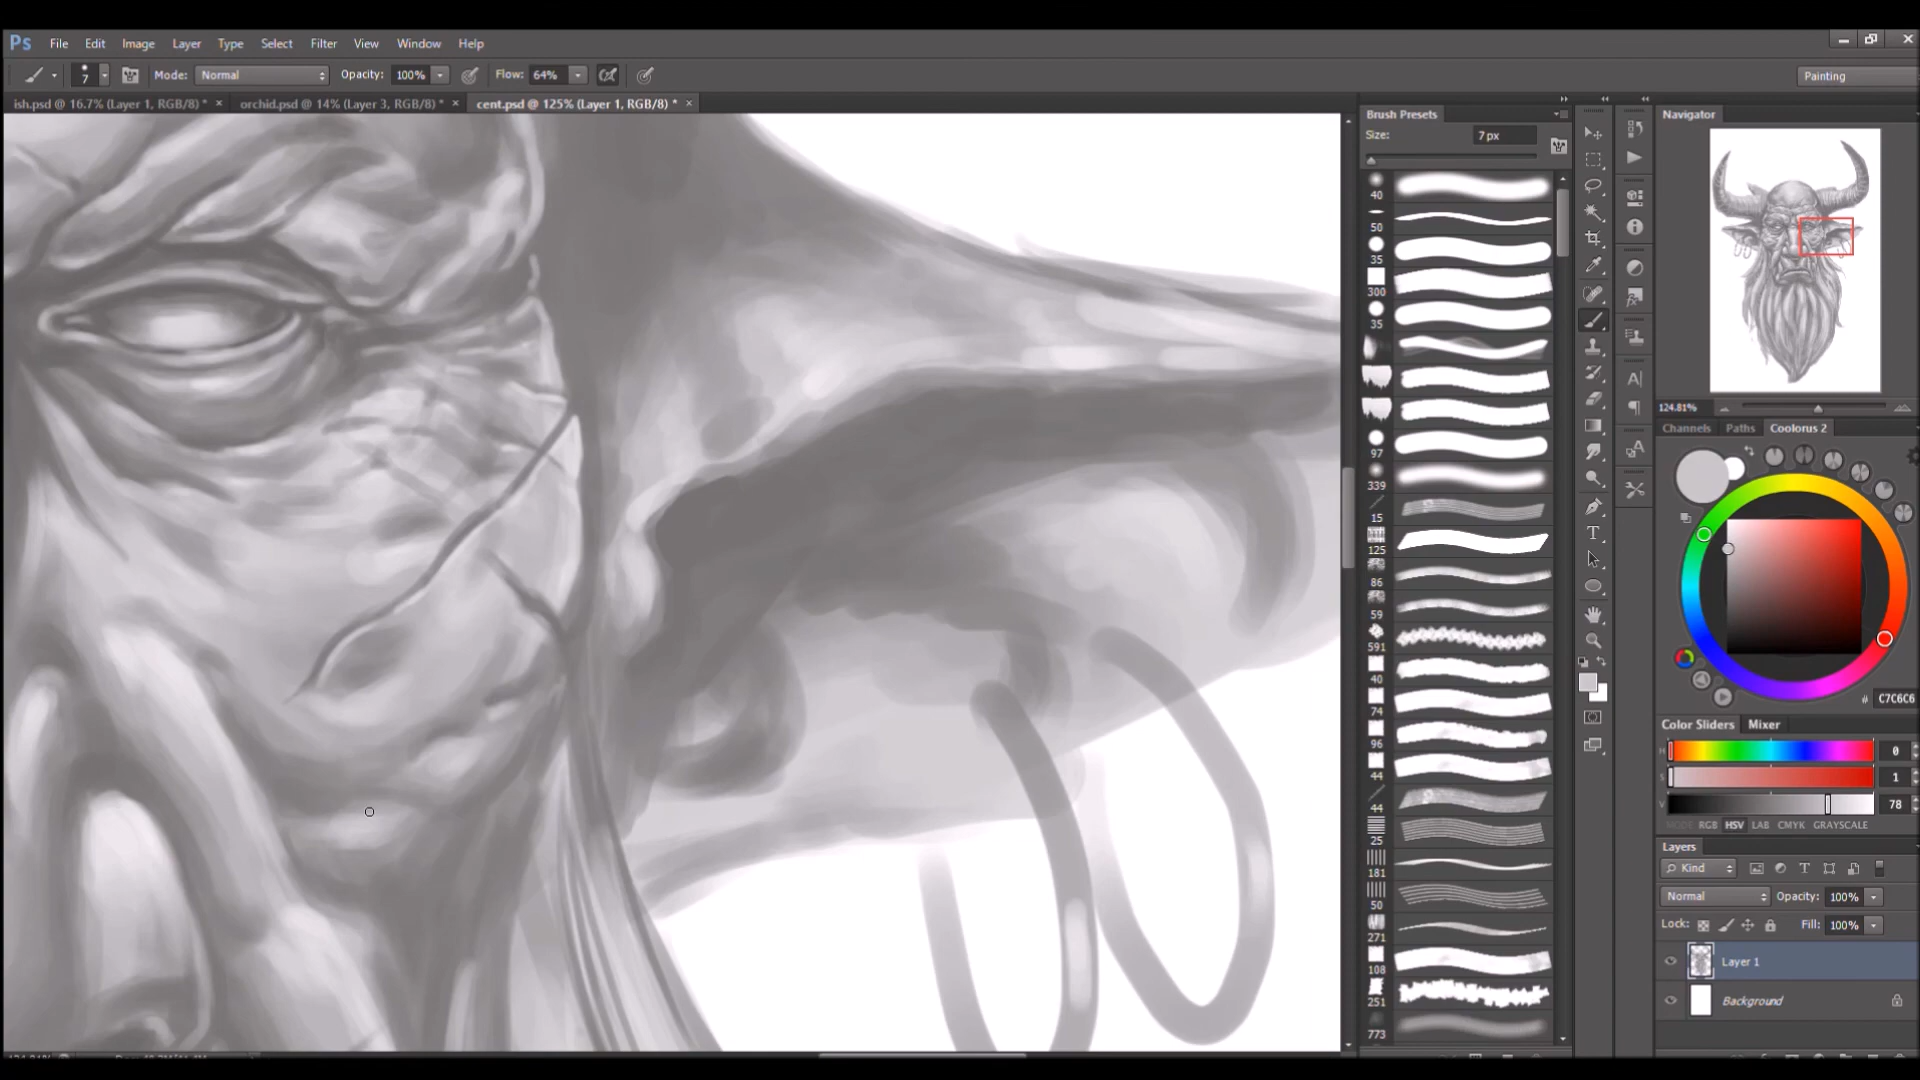 Ps File Edit Image Layer Type Select Filter View Window Help
7 Mode: Normal Opacity: 100% Flow: 64% Painting
ish.psd @ 16.7% (Layer 1, RGB/8) * × orchid.psd @ 14% (Layer 3, RGB/8) * × cent.psd @ 125% (Layer 1, RGB/8) * ×
Brush Presets
Size: 7 px
40
50
35
300
35
97
339
15
125
86
59
591
40
74
96
44
44
25
181
50
271
108
251
773
Navigator
124.81%
Channels Paths Coolorus 2
# C7C6C6
Color Sliders Mixer
H 0
S 1
V 78
RGB HSV LAB CMYK GRAYSCALE
Layers
Kind
Normal Opacity: 100%
Lock: Fill: 100%
Layer 1
Background